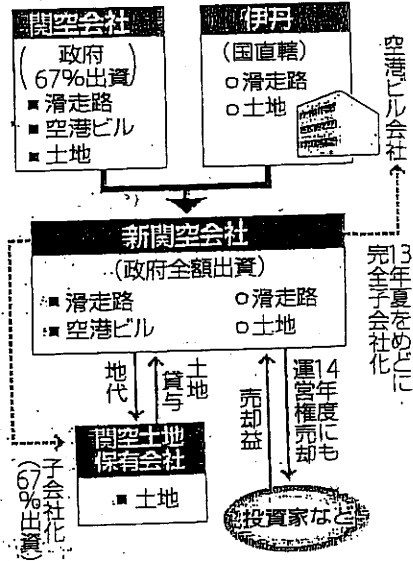 関空会社
(政府
67%出資)
■ 滑走路
■ 空港ビル
■ 土地
伊丹
(国直轄)
○滑走路
○土地
空港ビル会社
新関空会社
(政府全額出資)
■ 滑走路
■ 空港ビル
○滑走路
○土地
13年夏をめどに
完全子会社化
地代
土地
貸与
売却益
14年度にも
運営権売却
関空土地
保有会社
■ 土地
子会社化
(67%出資)
投資家など